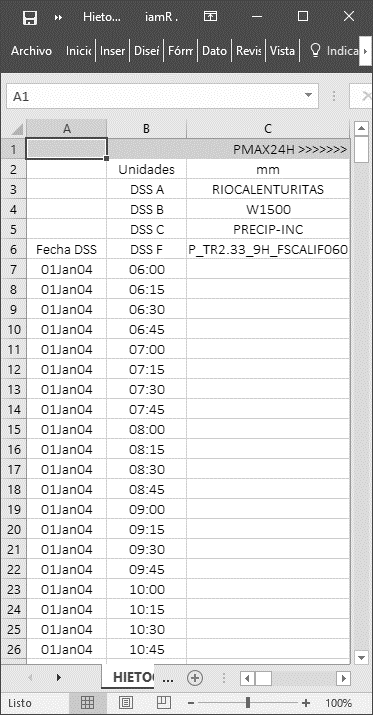 Hieto... iamR .
Archivo Inicio Inser Diseñ Fórm Dato Revis Vista Indica
A1
A B C
1 PMAX24H >>>>>>>
2 Unidades mm
3 DSS A RIOCALENTURITAS
4 DSS B W1500
5 DSS C PRECIP-INC
6 Fecha DSS DSS F P_TR2.33_9H_FSCALIF060
7 01Jan04 06:00
8 01Jan04 06:15
9 01Jan04 06:30
10 01Jan04 06:45
11 01Jan04 07:00
12 01Jan04 07:15
13 01Jan04 07:30
14 01Jan04 07:45
15 01Jan04 08:00
16 01Jan04 08:15
17 01Jan04 08:30
18 01Jan04 08:45
19 01Jan04 09:00
20 01Jan04 09:15
21 01Jan04 09:30
22 01Jan04 09:45
23 01Jan04 10:00
24 01Jan04 10:15
25 01Jan04 10:30
26 01Jan04 10:45
HIETO ...
Listo 100%